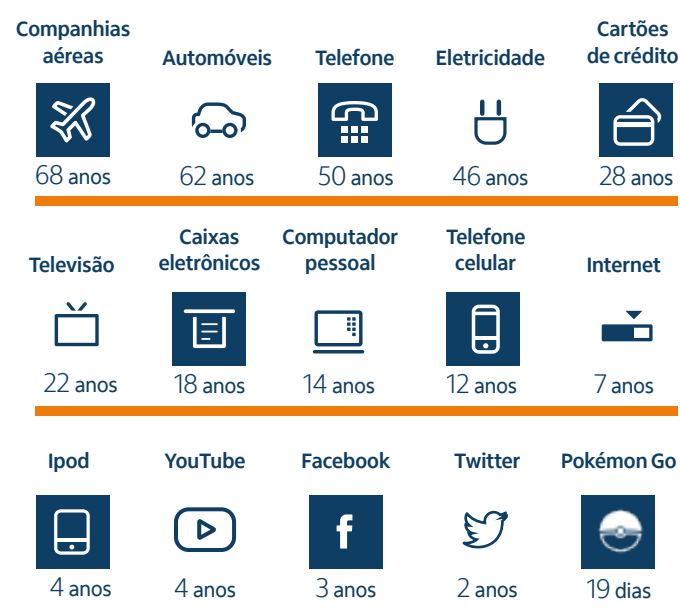 Companhias
aéreas
Automóveis
Telefone
Eletricidade
Cartões
de crédito
68 anos
62 anos
50 anos
46 anos
28 anos
Televisão
Caixas
eletrônicos
Computador
pessoal
Telefone
celular
Internet
22 anos
18 anos
14 anos
12 anos
7 anos
Ipod
YouTube
Facebook
Twitter
Pokémon Go
f
4 anos
4 anos
3 anos
2 anos
19 dias